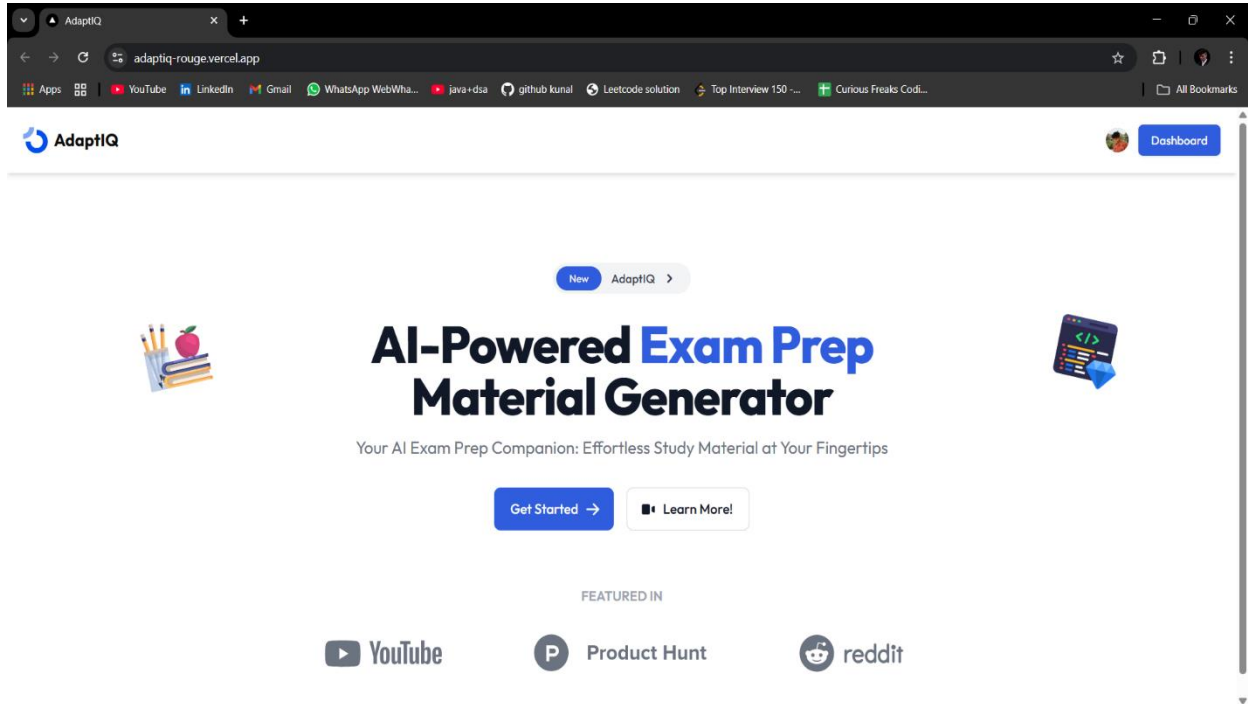 AdaptIQ
adaptiq-rouge.vercel.app
Apps YouTube LinkedIn Gmail WhatsApp WebWha... java+dsa github kunal Leetcode solution Top Interview 150 -... Curious Freaks Codi... All Bookmarks
AdaptIQ Dashboard
New AdaptIQ
AI-Powered Exam Prep
Material Generator
Your AI Exam Prep Companion: Effortless Study Material at Your Fingertips
Get Started → Learn More!
FEATURED IN
YouTube P Product Hunt reddit